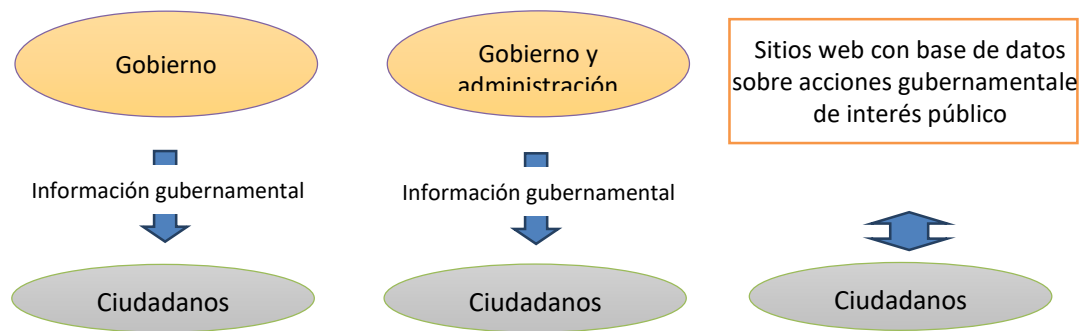 Gobierno
Información gubernamental
Ciudadanos
Gobierno y
administración
Información gubernamental
Ciudadanos
Sitios web con base de datos
sobre acciones gubernamentale
de interés público
Ciudadanos